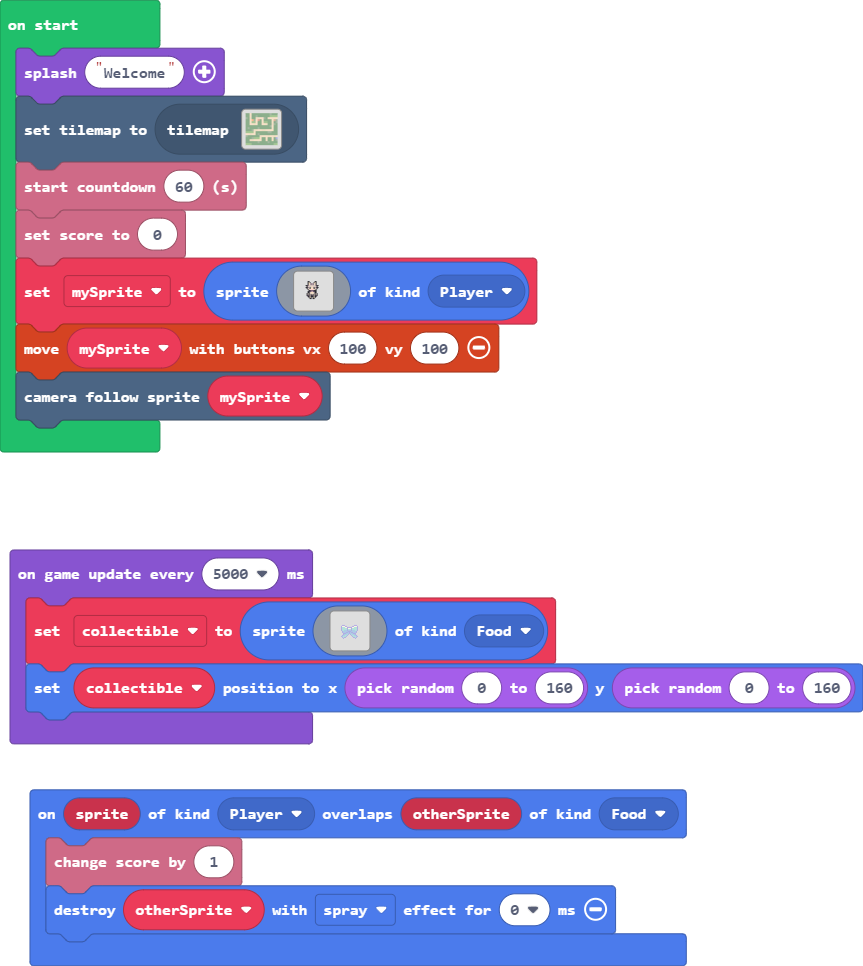 on start
splash "Welcome"
set tilemap to tilemap
start countdown 60 (s)
set score to 0
set mySprite to sprite of kind Player
move mySprite with buttons vx 100 vy 100
camera follow sprite mySprite
on game update every 5000 ms
set collectible to sprite of kind Food
set collectible position to x pick random 0 to 160 y pick random 0 to 160
on sprite of kind Player overlaps otherSprite of kind Food
change score by 1
destroy otherSprite with spray effect for 0 ms